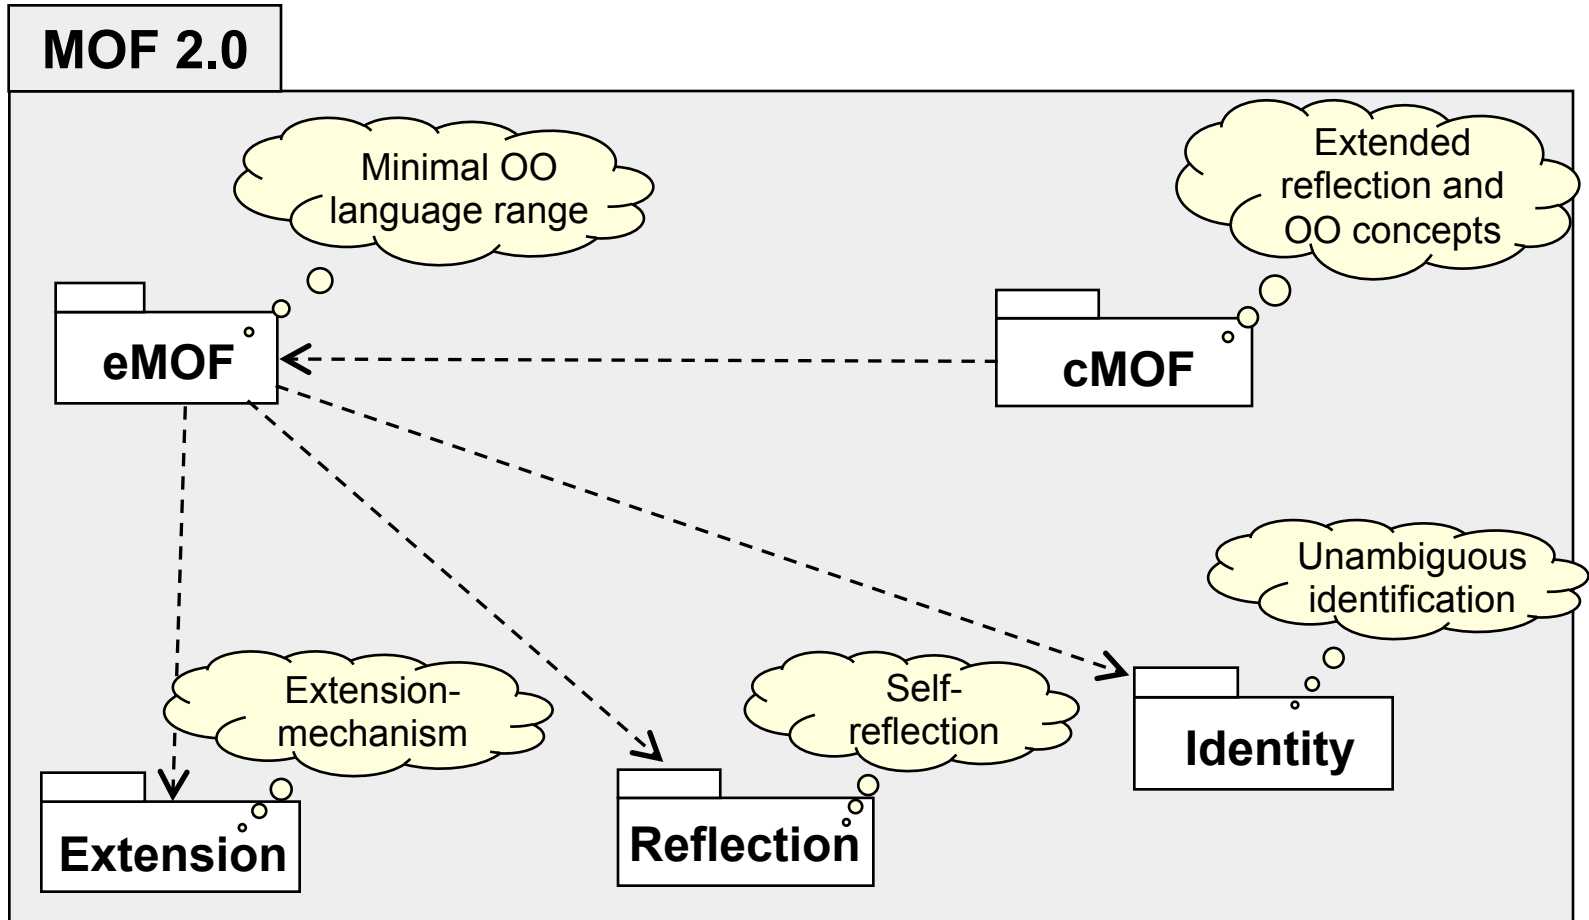 MOF 2.0
Minimal OO
language range
Extended
reflection and
OO concepts
eMOF
cMOF
Unambiguous
identification
Extension-
mechanism
Self-
reflection
Identity
Extension
Reflection